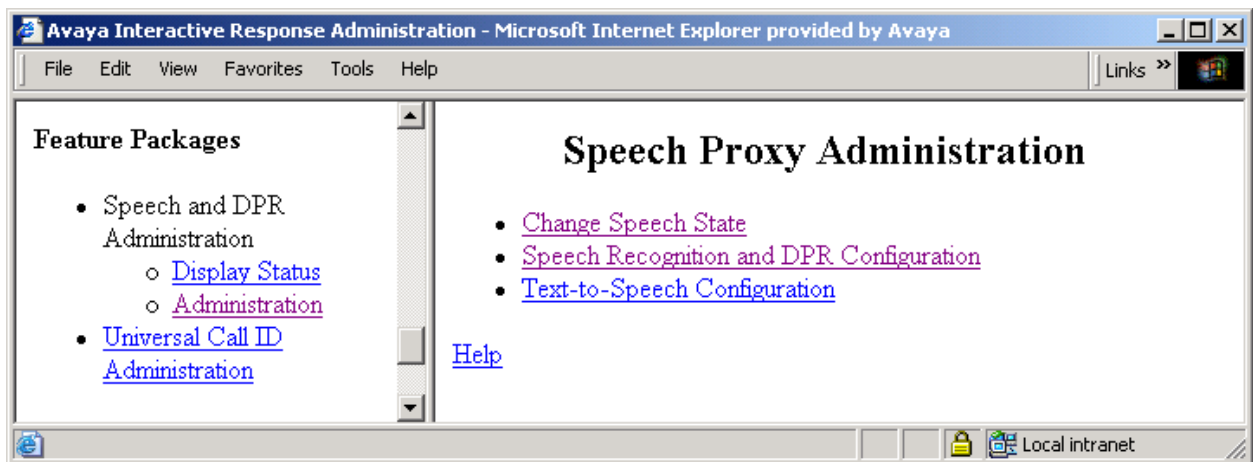 Avaya Interactive Response Administration - Microsoft Internet Explorer provided by Avaya
File Edit View Favorites Tools Help Links »
Feature Packages
Speech and DPR
Administration
Display Status
Administration
Universal Call ID
Administration
Speech Proxy Administration
Change Speech State
Speech Recognition and DPR Configuration
Text-to-Speech Configuration
Help
Local intranet